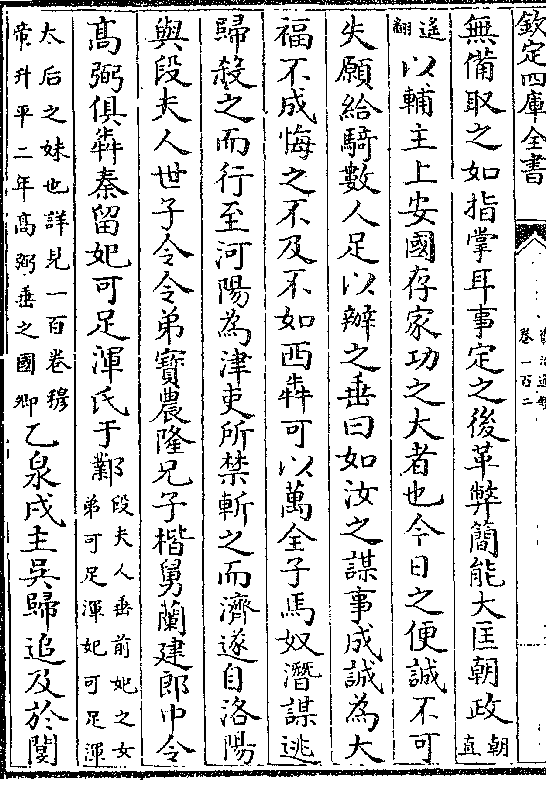 欽定四庫全書
資治通鑑
卷一百二
無備取之如指掌耳事定之後革弊簡能大匡朝政朝直
遥翻以輔主上安國存家功之大者也今日之便誠不可
失願給騎數人足以辦之垂曰如汝之謀事成誠為大
福不成悔之不及不如西犇可以萬全子馬奴潛謀逃
歸殺之而行至河陽為津吏所禁斬之而濟遂自洛陽
與段夫人世子令令弟寶農隆兄子楷舅蘭建郎中令
髙弼俱犇秦留妃可足渾氏于鄴段夫人垂前妃之女弟可足渾妃可足渾
太后之妹也詳見一百卷穆帝升平二年髙弼垂之國卿乙泉戍主吳歸追及於閿